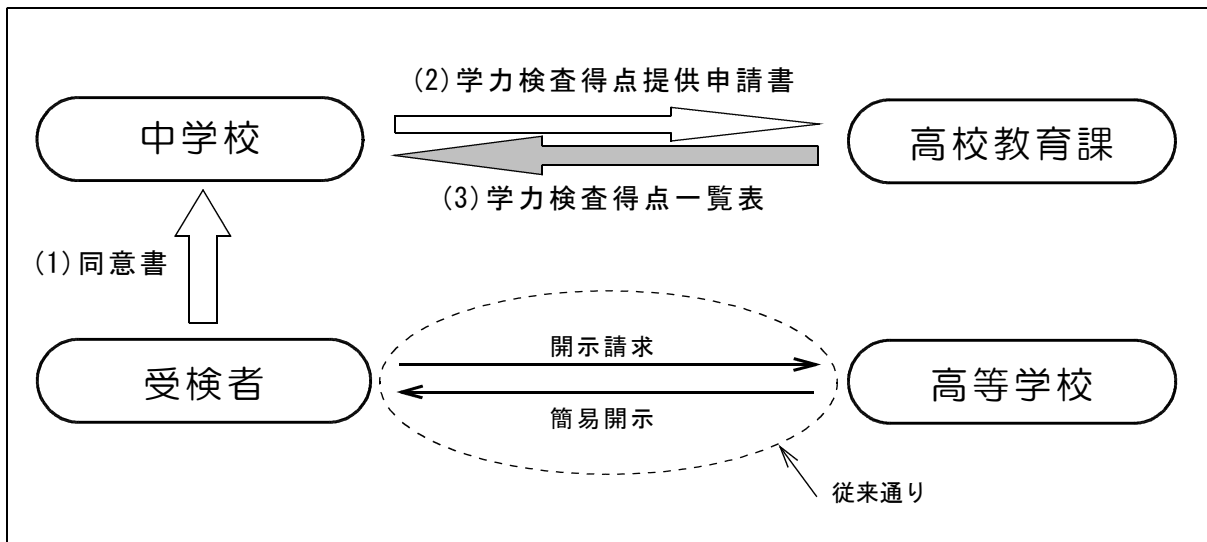 (2)学力検査得点提供申請書
中学校
高校教育課
(3)学力検査得点一覧表
(1)同意書
開示請求
受検者
高等学校
簡易開示
従来通り